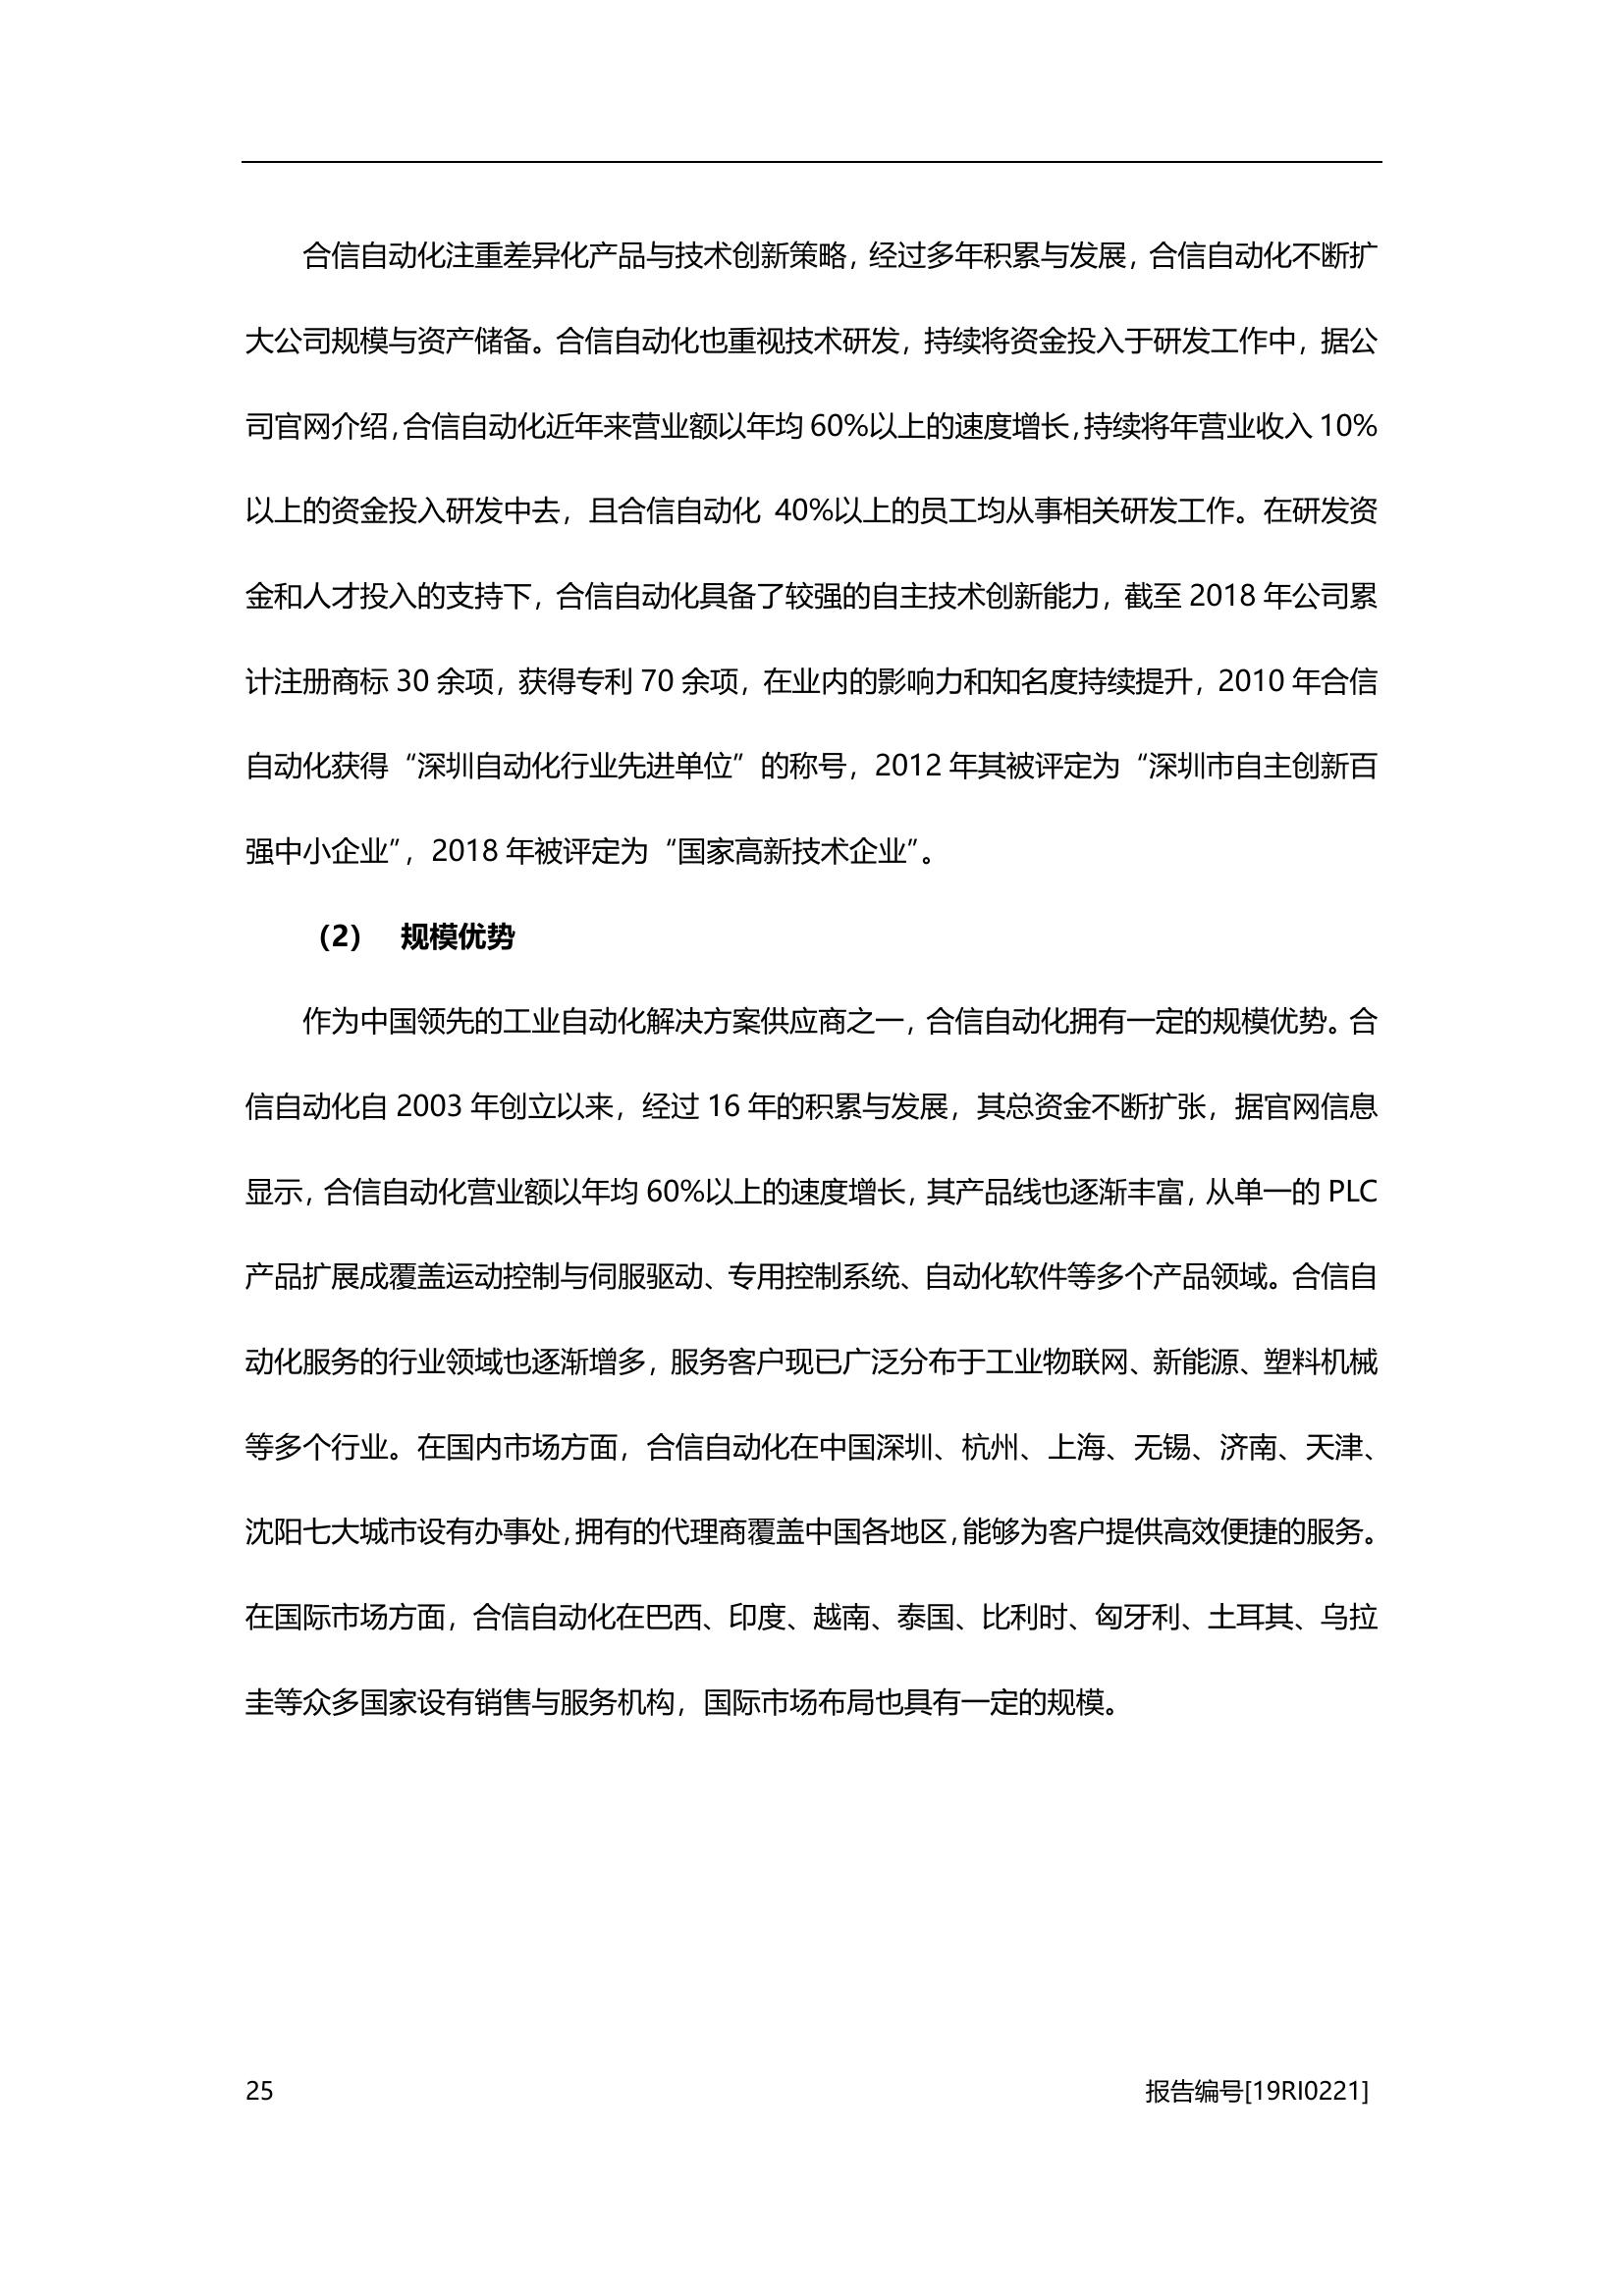 合信自动化注重差异化产品与技术创新策略，经过多年积累与发展，合信自动化不断扩
大公司规模与资产储备。合信自动化也重视技术研发，持续将资金投入于研发工作中，据公
司官网介绍，合信自动化近年来营业额以年均 60%以上的速度增长，持续将年营业收入 10%
以上的资金投入研发中去，且合信自动化 40%以上的员工均从事相关研发工作。在研发资
金和人才投入的支持下，合信自动化具备了较强的自主技术创新能力，截至 2018 年公司累
计注册商标 30 余项，获得专利 70 余项，在业内的影响力和知名度持续提升，2010 年合信
自动化获得“深圳自动化行业先进单位”的称号，2012 年其被评定为“深圳市自主创新百
强中小企业”，2018 年被评定为“国家高新技术企业”。
（2） 规模优势
作为中国领先的工业自动化解决方案供应商之一，合信自动化拥有一定的规模优势。合
信自动化自 2003 年创立以来，经过 16 年的积累与发展，其总资金不断扩张，据官网信息
显示，合信自动化营业额以年均 60%以上的速度增长，其产品线也逐渐丰富，从单一的 PLC
产品扩展成覆盖运动控制与伺服驱动、专用控制系统、自动化软件等多个产品领域。合信自
动化服务的行业领域也逐渐增多，服务客户现已广泛分布于工业物联网、新能源、塑料机械
等多个行业。在国内市场方面，合信自动化在中国深圳、杭州、上海、无锡、济南、天津、
沈阳七大城市设有办事处，拥有的代理商覆盖中国各地区，能够为客户提供高效便捷的服务。
在国际市场方面，合信自动化在巴西、印度、越南、泰国、比利时、匈牙利、土耳其、乌拉
圭等众多国家设有销售与服务机构，国际市场布局也具有一定的规模。
25 报告编号[19RI0221]